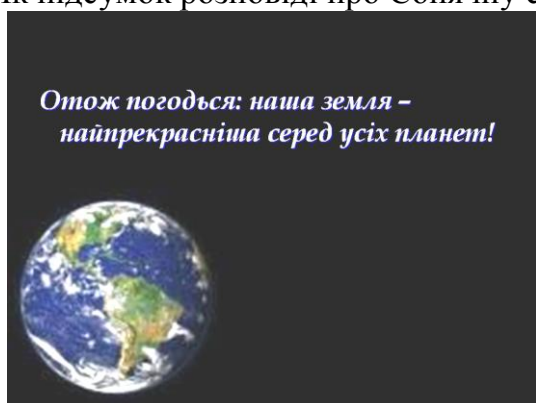 Отож погодься: наша земля –
найпрекрасніша серед усіх планет!